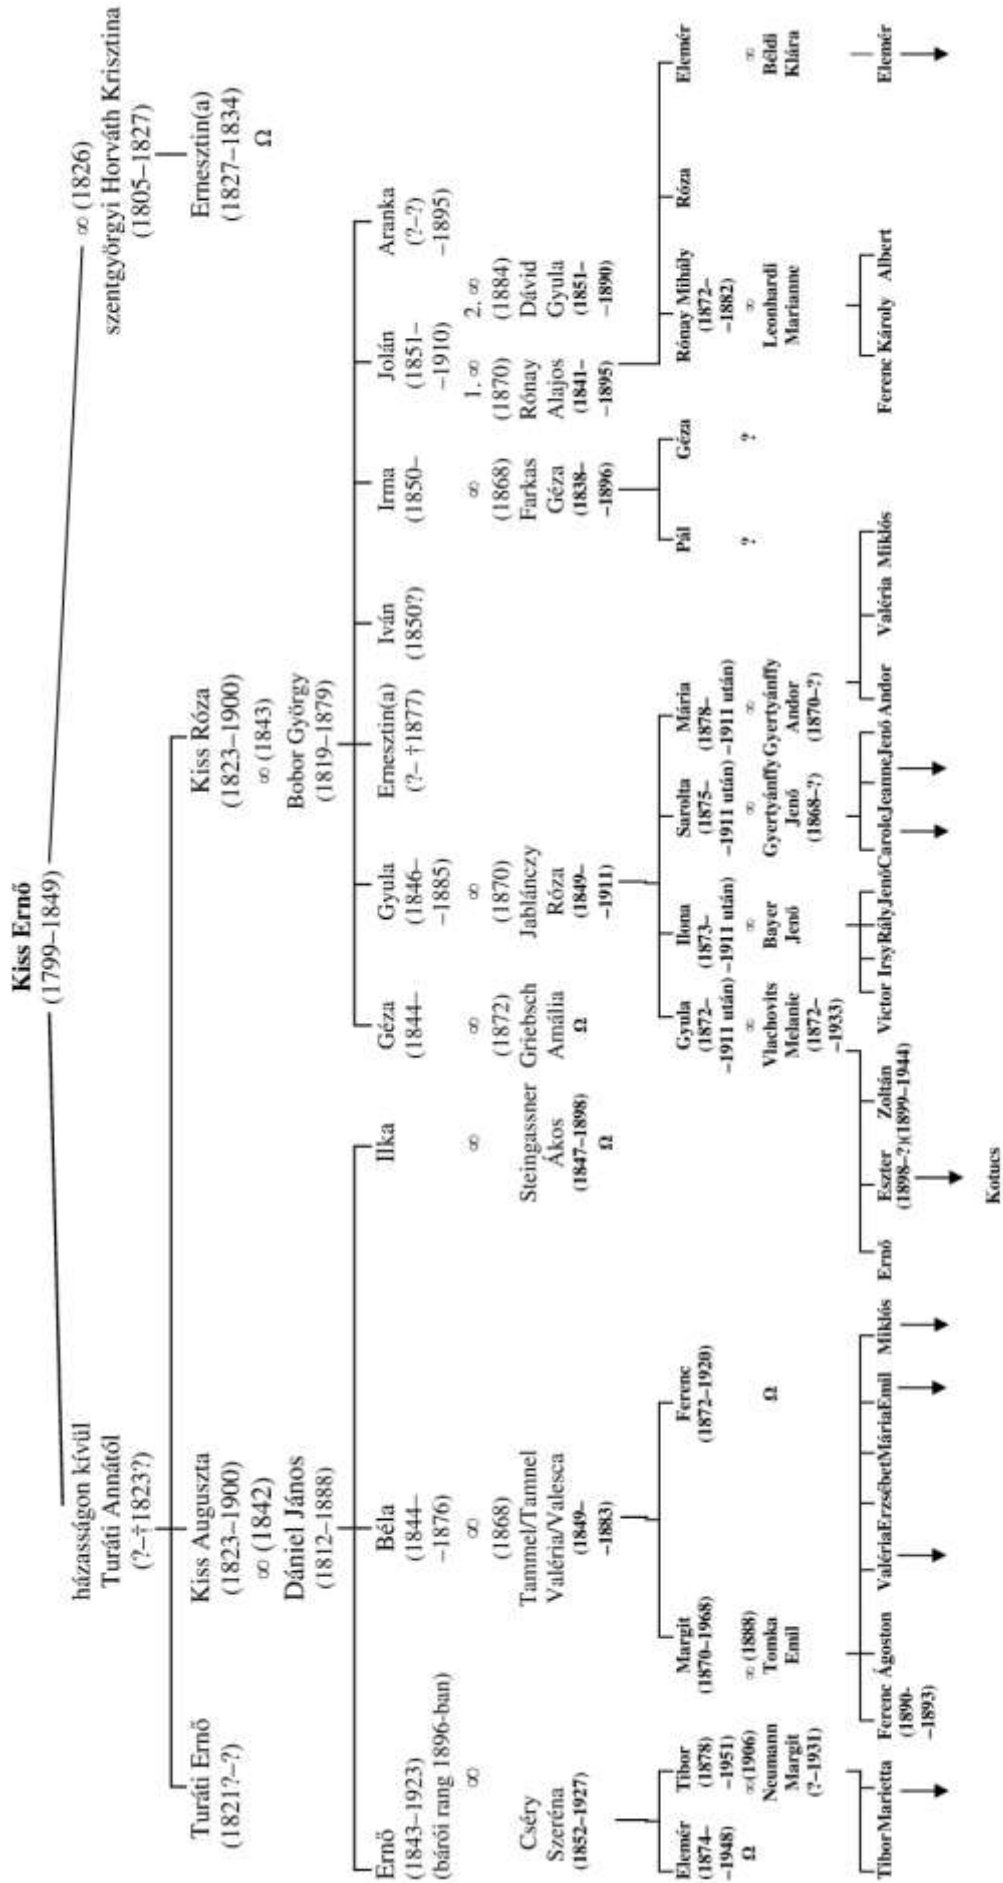 Kiss Ernő
(1799–1849)
házasságon kívül
Turáti Annától
(?–†1823?)
∞ (1826)
szentgyörgyi Horváth Krisztina
(1805–1827)
Ernesztin(a)
(1827–1834)
Ω
Turáti Ernő
(1821?–?)
Kiss Auguszta
(1823–1900)
∞ (1842)
Dániel János
(1812–1888)
Kiss Róza
(1823–1900)
∞ (1843)
Bobor György
(1819–1879)
Ernő
(1843–1923)
(bárói rang 1896-ban)
∞
Cséry
Szeréna
(1852–1927)
Béla
(1844–
–1876)
∞
(1868)
Tammel/Tamnel
Valéria/Valesca
(1849–
–1883)
Ilka
∞
Steingassner
Ákos
(1847–1898)
Ω
Géza
(1844–
∞
(1872)
Griebsch
Amália
Ω
Gyula
(1846–
–1885)
∞
(1870)
Jablánczy
Róza
(1849–
–1911)
Ernesztin(a)
(?– †1877)
Iván
(1850?)
Irma
(1850–
∞
(1868)
Farkas
Géza
(1838–
–1896)
Jolán
(1851–
–1910)
1. ∞
(1870)
Rónay
Alajos
(1841–
–1895)
2. ∞
(1884)
Dávid
Gyula
(1851–
–1890)
Aranka
(?–?)
–1895)
Elemér
(1874–
–1948)
Ω
Tibor
(1878)
–1951)
∞(1906)
Neumann
Margit
(?–1931)
Margit
(1870–1968)
∞ (1888)
Tomka
Emil
Ferenc
(1872–1920)
Ω
Gyula
(1872–
–1911 után)
∞
Vlachovits
Melanie
(1872–
–1933)
Ilona
(1873–
–1911 után)
∞
Bayer
Jenő
Sarolta
(1875–
–1911 után)
∞
Gyertyánffy
Jenő
(1868–?)
Mária
(1878–
–1911 után)
∞
Gyertyánffy
Andor
(1870–?)
Pál
?
Géza
?
Rónay Mihály
(1872–
–1882)
∞
Leonhardi
Marianne
Róza
Elemér
∞
Béldi
Klára
Tibor Marietta
Ferenc
(1890-
–1893)
Ágoston
Valéria Erzsébet Mária Emil Miklós
Ernő
Eszter
(1898–?)
Zoltán
(1899–1944)
Victor Irsy Rály Jenő
Carole Jeanne Jenő
Andor Valéria Miklós
Ferenc Károly Albert
Elemér
Kotucs